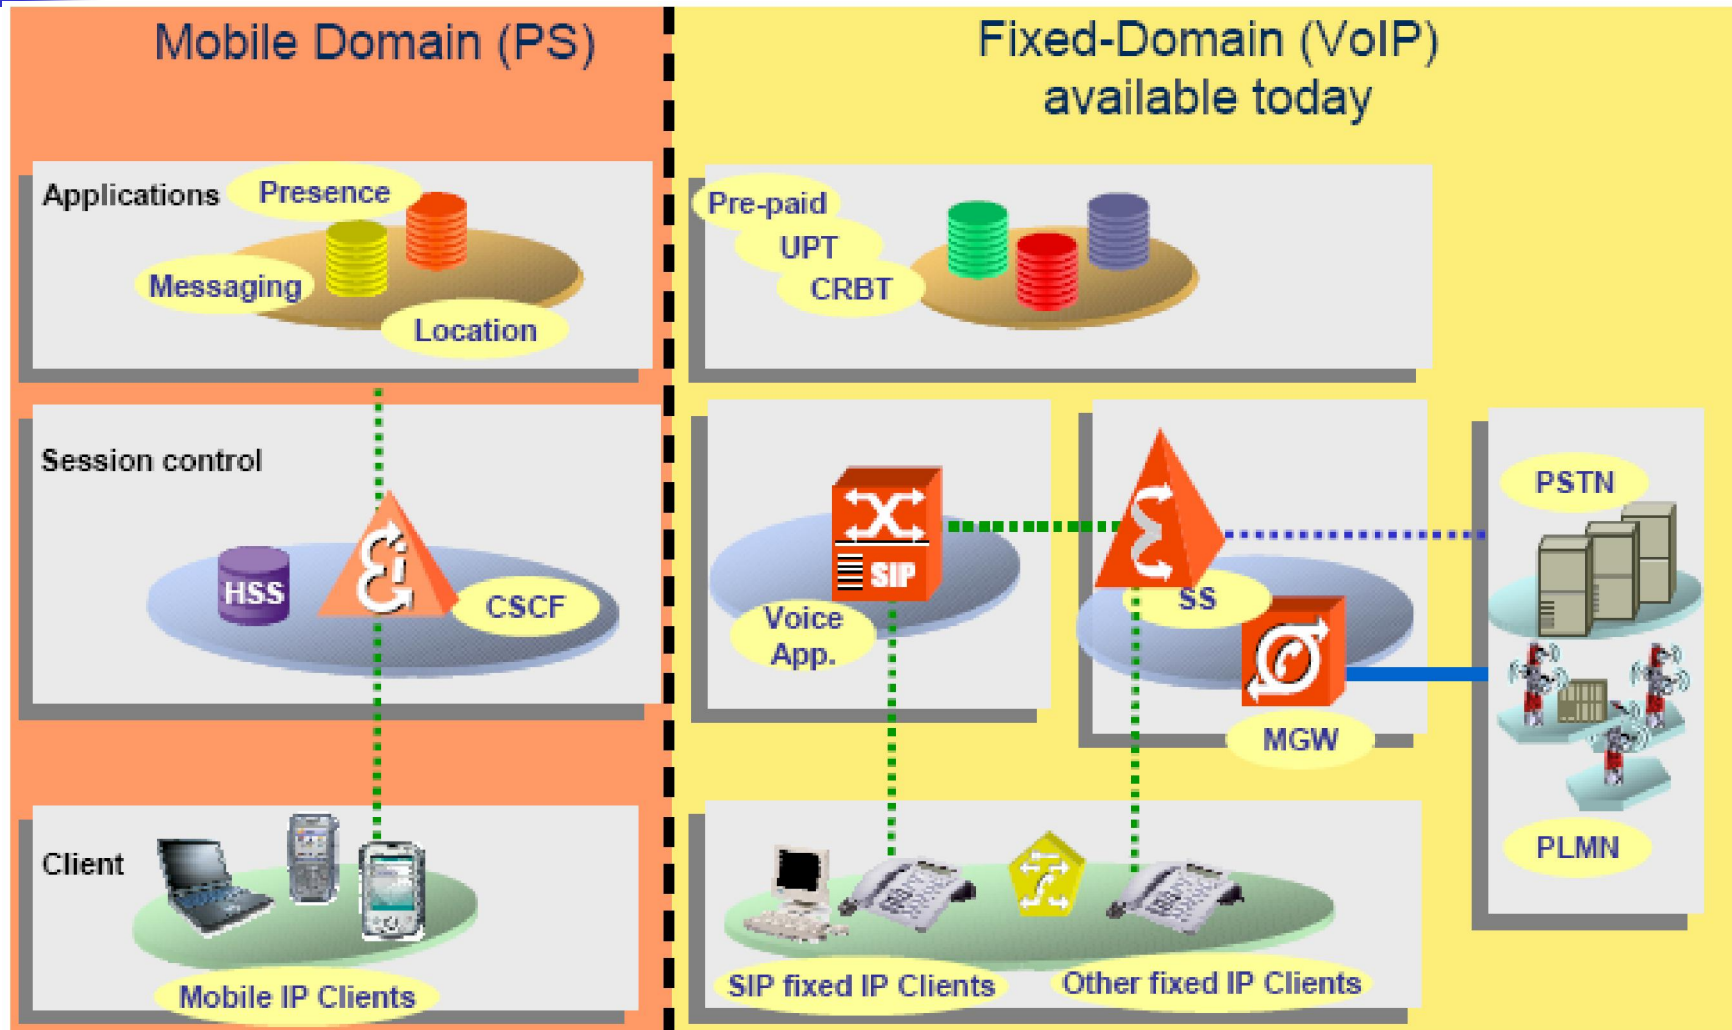 Mobile Domain (PS)
Fixed-Domain (VoIP)
available today
Applications
Presence
Messaging
Location
Pre-paid
UPT
CRBT
Session control
HSS
CSCF
SIP
Voice
App.
SS
MGW
PSTN
PLMN
Client
Mobile IP Clients
SIP fixed IP Clients
Other fixed IP Clients